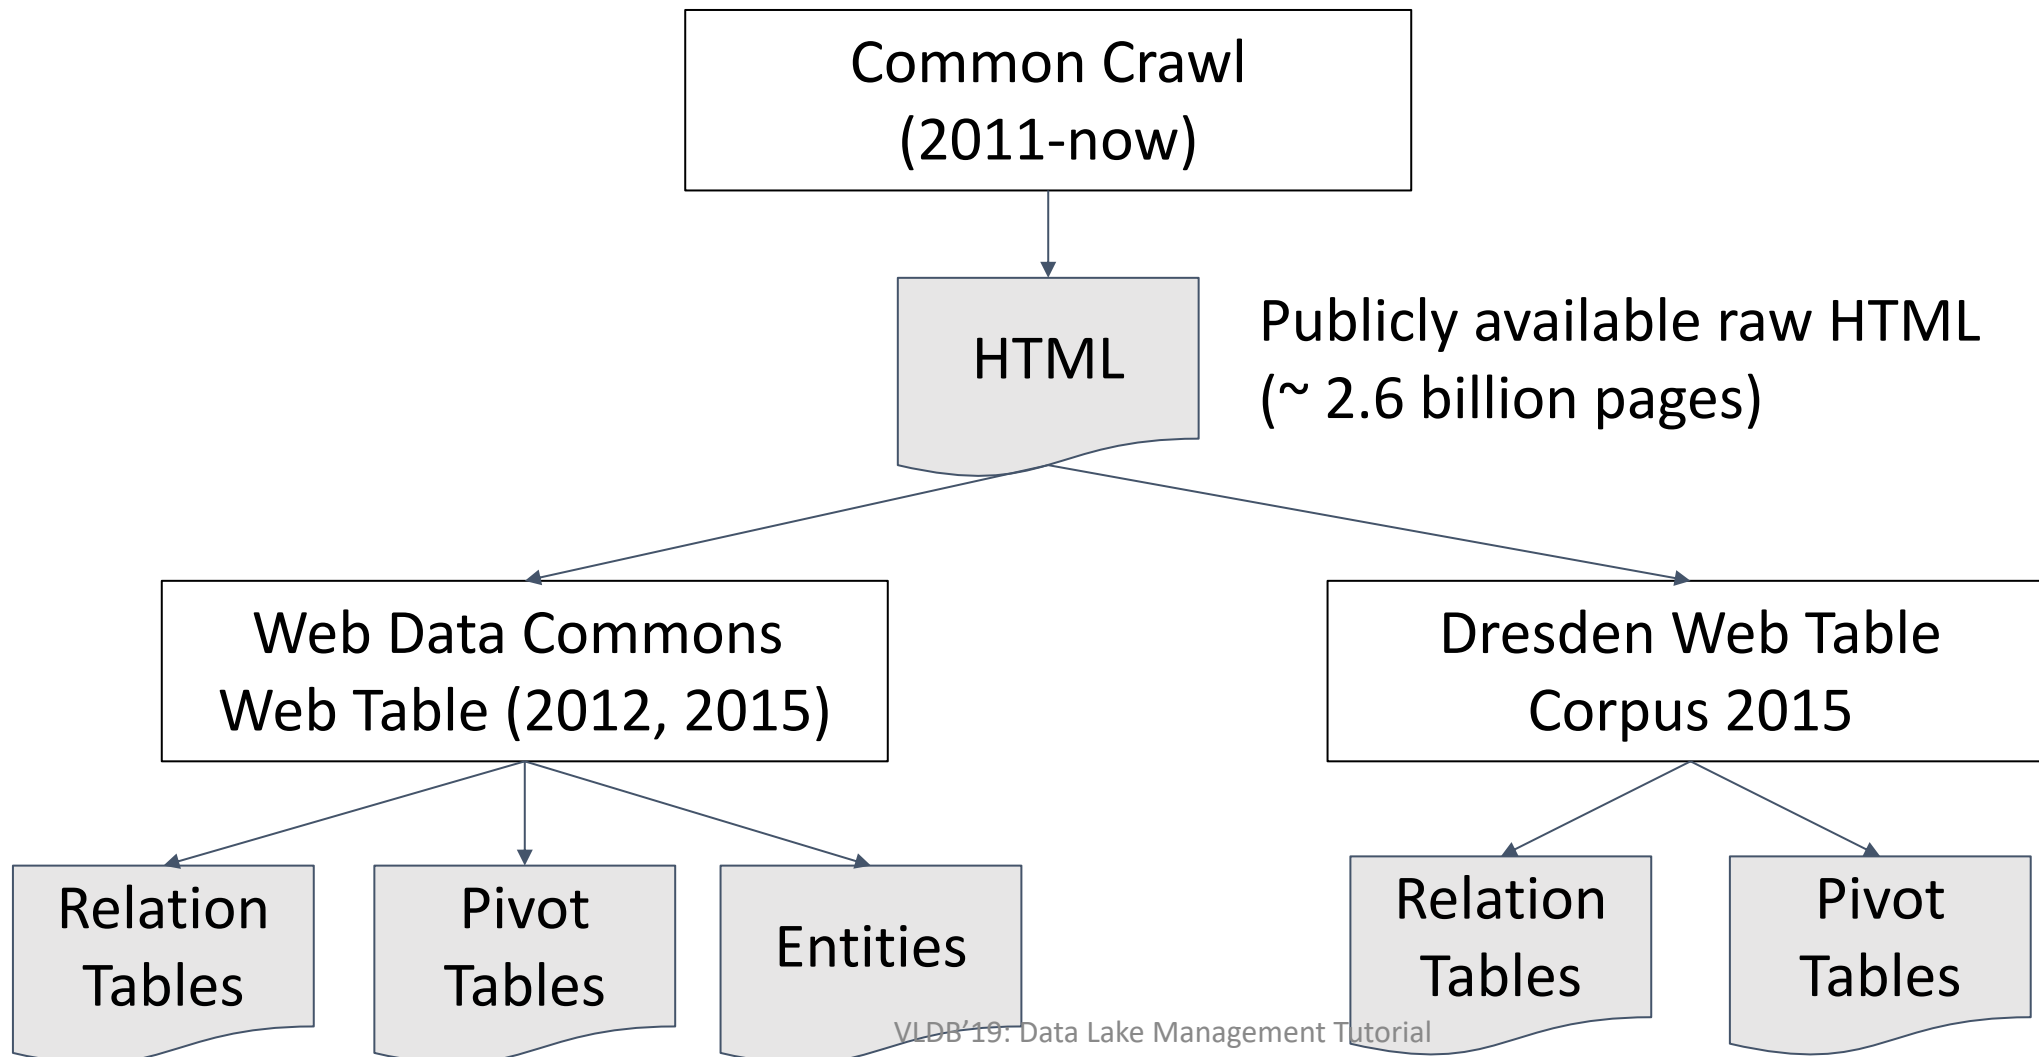 Common Crawl
(2011-now)
HTML
Publicly available raw HTML
(~ 2.6 billion pages)
Web Data Commons
Web Table (2012, 2015)
Dresden Web Table
Corpus 2015
Relation
Tables
Pivot
Tables
Entities
Relation
Tables
Pivot
Tables
VLDB'19: Data Lake Management Tutorial